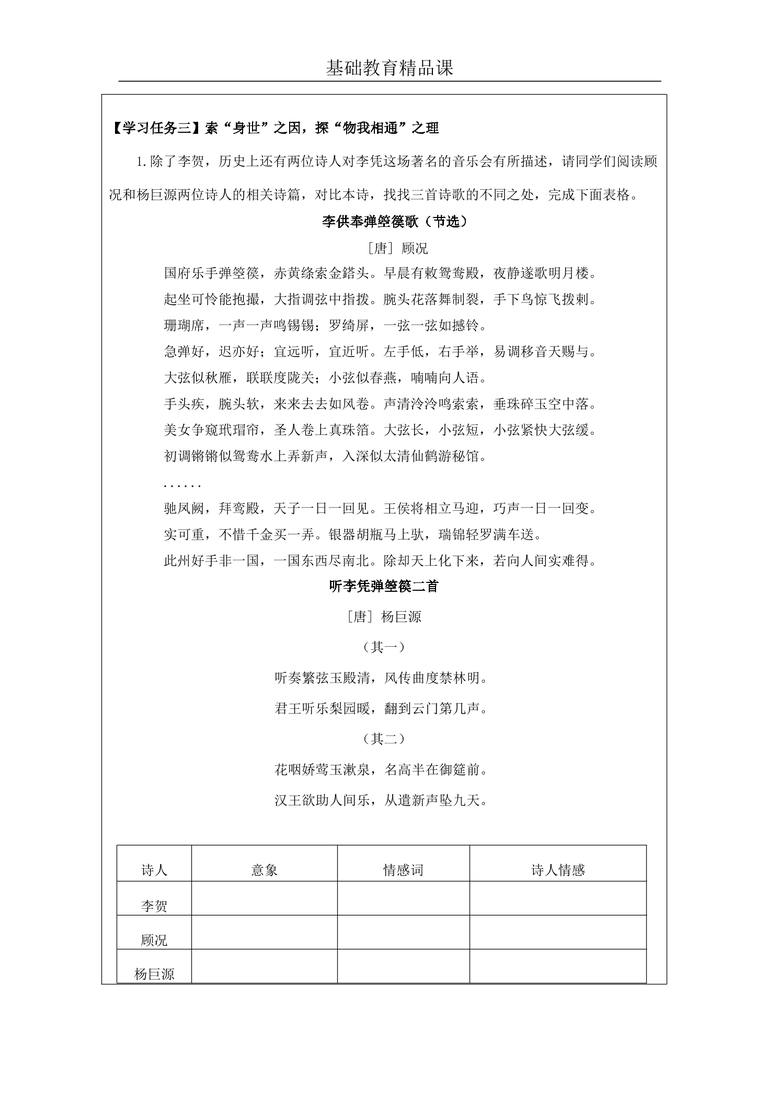 基础教育精品课
【学习任务三】索“身世”之因，探“物我相通”之理
1.除了李贺，历史上还有两位诗人对李凭这场著名的音乐会有所描述，请同学们阅读顾
况和杨巨源两位诗人的相关诗篇，对比本诗，找找三首诗歌的不同之处，完成下面表格。
李供奉弹箜篌歌（节选）
［唐］顾况
国府乐手弹箜篌，赤黄绦索金鎝头。早晨有敕鸳鸯殿，夜静遂歌明月楼。
起坐可怜能抱撮，大指调弦中指拨。腕头花落舞制裂，手下鸟惊飞拨剌。
珊瑚席，一声一声鸣锡锡；罗绮屏，一弦一弦如撼铃。
急弹好，迟亦好；宜远听，宜近听。左手低，右手举，易调移音天赐与。
大弦似秋雁，联联度陇关；小弦似春燕，喃喃向人语。
手头疾，腕头软，来来去去如风卷。声清泠泠鸣索索，垂珠碎玉空中落。
美女争窥玳瑁帘，圣人卷上真珠箔。大弦长，小弦短，小弦紧快大弦缓。
初调锵锵似鸳鸯水上弄新声，入深似太清仙鹤游秘馆。
......
驰凤阙，拜鸾殿，天子一日一回见。王侯将相立马迎，巧声一日一回变。
实可重，不惜千金买一弄。银器胡瓶马上驮，瑞锦轻罗满车送。
此州好手非一国，一国东西尽南北。除却天上化下来，若向人间实难得。
听李凭弹箜篌二首
［唐］杨巨源
（其一）
听奏繁弦玉殿清，风传曲度禁林明。
君王听乐梨园暖，翻到云门第几声。
（其二）
花咽娇莺玉漱泉，名高半在御筵前。
汉王欲助人间乐，从遣新声坠九天。
诗人 意象 情感词 诗人情感
李贺
顾况
杨巨源